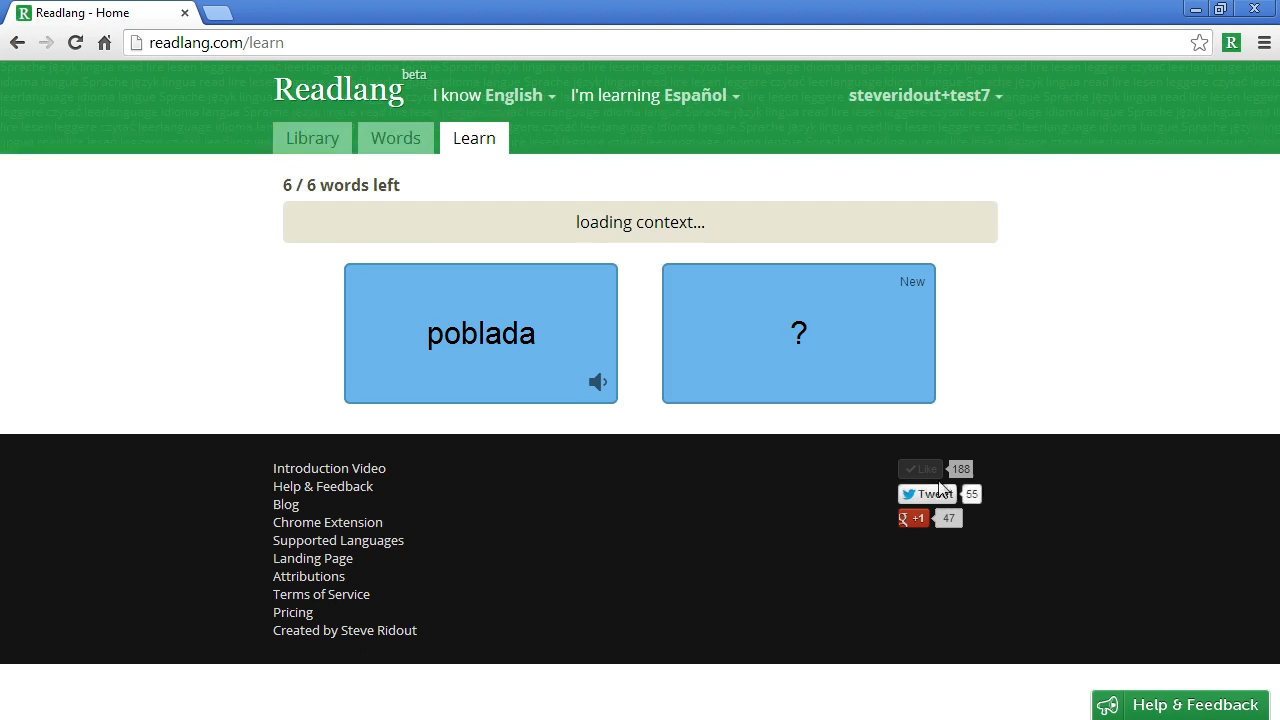 Readlang - Home
readlang.com/learn
Readlang beta
I know English
I'm learning Español
steveridout+test7
Library
Words
Learn
6 / 6 words left
loading context...
poblada
New
?
Introduction Video
Help & Feedback
Blog
Chrome Extension
Supported Languages
Landing Page
Attributions
Terms of Service
Pricing
Created by Steve Ridout
Like 188
Tweet 55
+1 47
Help & Feedback